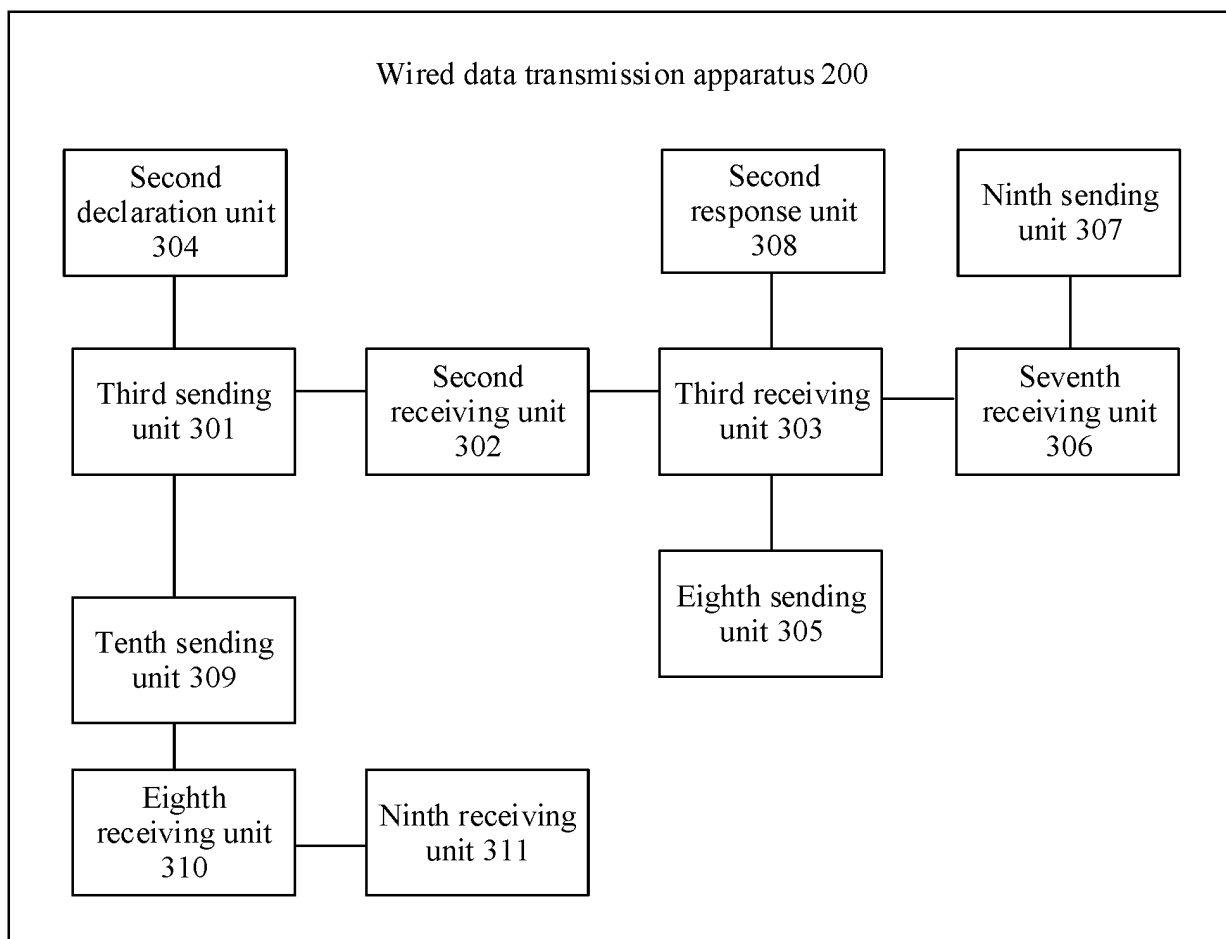 Wired data transmission apparatus 200
Second
declaration unit
304
Second
response unit
308
Ninth sending
unit 307
Third sending
unit 301
Second
receiving unit
302
Third receiving
unit 303
Seventh
receiving unit
306
Eighth sending
unit 305
Tenth sending
unit 309
Eighth
receiving unit
310
Ninth receiving
unit 311